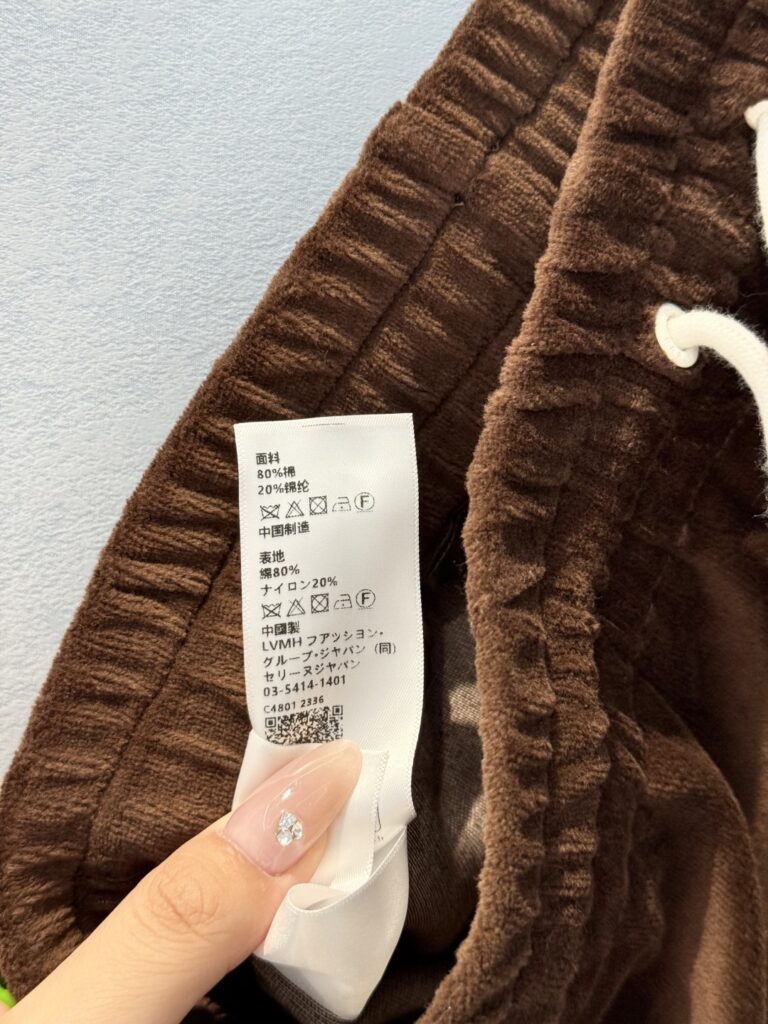 面料
80%棉
20%锦纶
中国制造
表地
綿80%
ナイロン20%
中國製
LVMH ファッション・
グループ・ジャパン (同)
セリーヌジャパン
03-5414-1401
C4801 2336